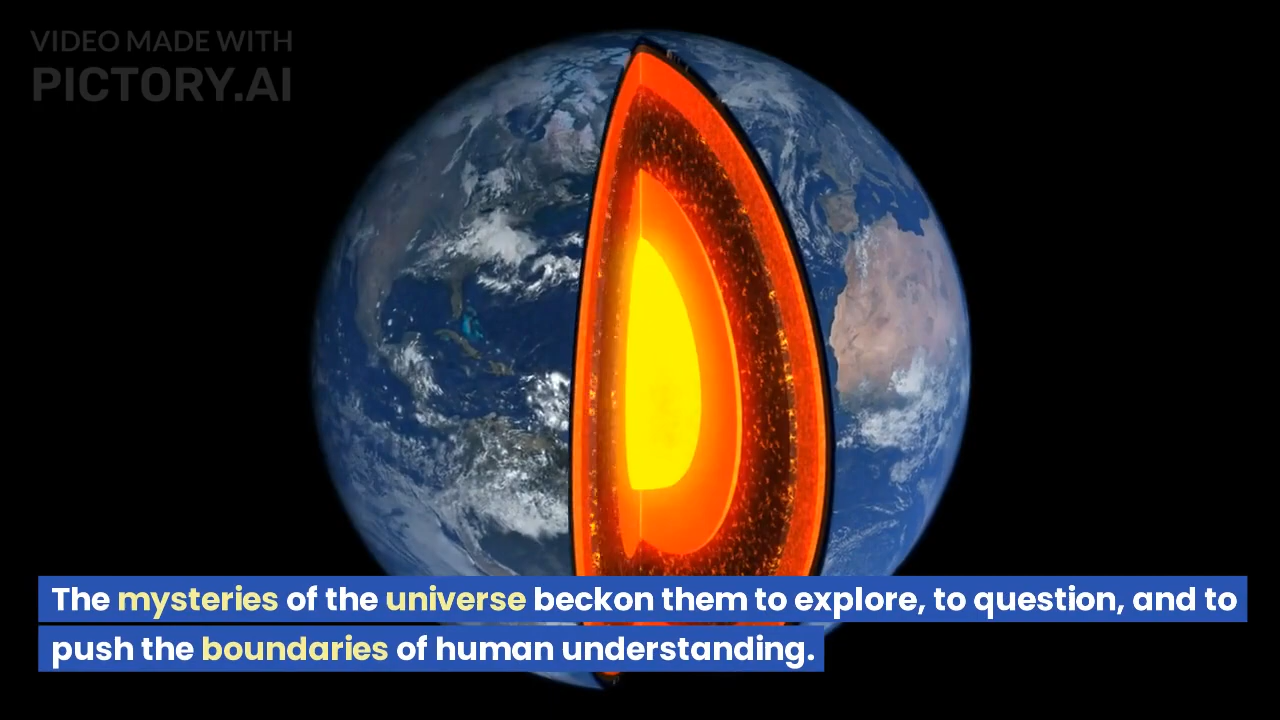 VIDEO MADE WITH
PICTORY.AI
The mysteries of the universe beckon them to explore, to question, and to
push the boundaries of human understanding.